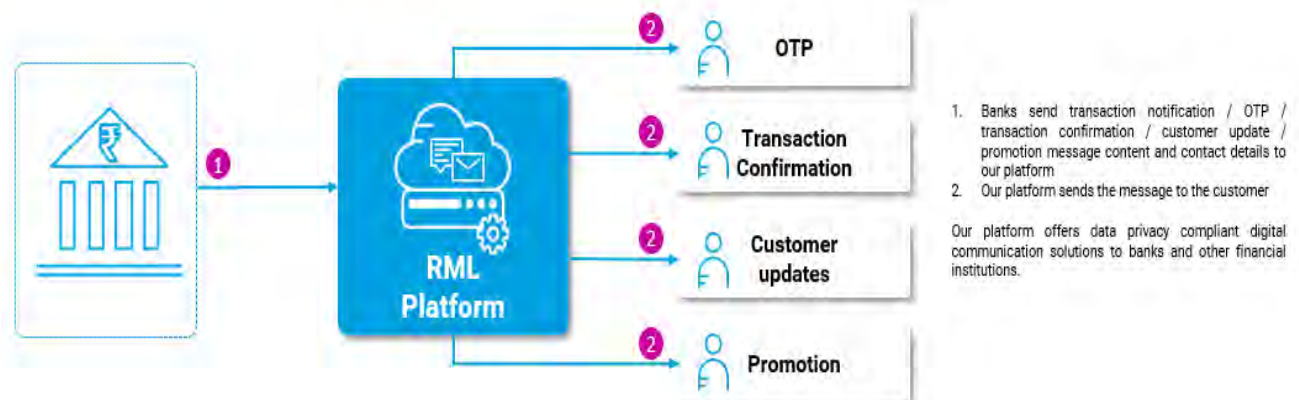 ₹
1
RML
Platform
2
OTP
2
Transaction
Confirmation
2
Customer
updates
2
Promotion
1. Banks send transaction notification / OTP /
transaction confirmation / customer update /
promotion message content and contact details to
our platform
2. Our platform sends the message to the customer
Our platform offers data privacy compliant digital
communication solutions to banks and other financial
institutions.